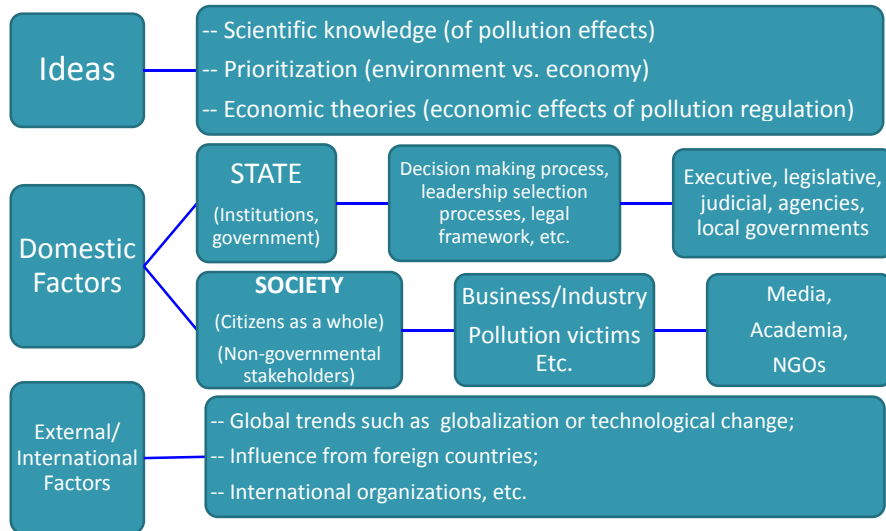 Ideas
-- Scientific knowledge (of pollution effects)
-- Prioritization (environment vs. economy)
-- Economic theories (economic effects of pollution regulation)
Domestic
Factors
STATE
(Institutions,
government)
Decision making process,
leadership selection
processes, legal
framework, etc.
Executive, legislative,
judicial, agencies,
local governments
SOCIETY
(Citizens as a whole)
(Non-governmental
stakeholders)
Business/Industry
Pollution victims
Etc.
Media,
Academia,
NGOs
External/
International
Factors
-- Global trends such as globalization or technological change;
-- Influence from foreign countries;
-- International organizations, etc.